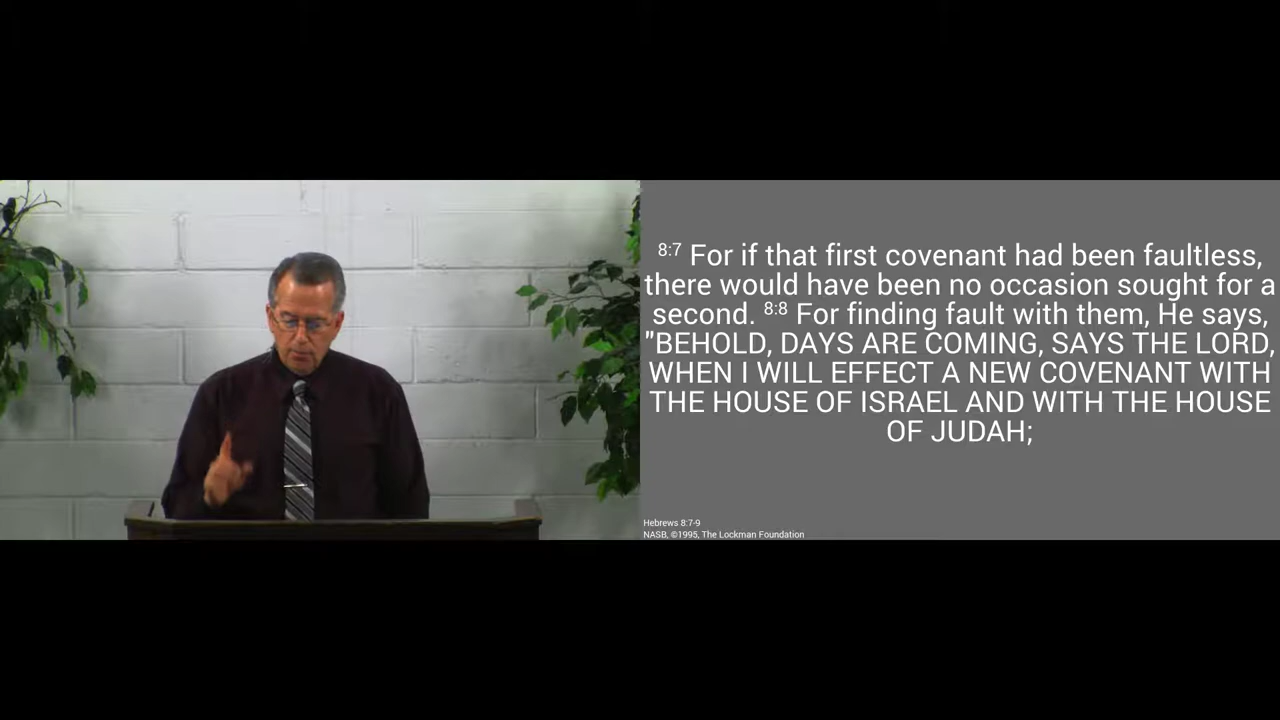 8:7 For if that first covenant had been faultless,
there would have been no occasion sought for a
second. 8:8 For finding fault with them, He says,
"BEHOLD, DAYS ARE COMING, SAYS THE LORD,
WHEN I WILL EFFECT A NEW COVENANT WITH
THE HOUSE OF ISRAEL AND WITH THE HOUSE
OF JUDAH;
Hebrews 8:7-9
NASB, ©1995, The Lockman Foundation